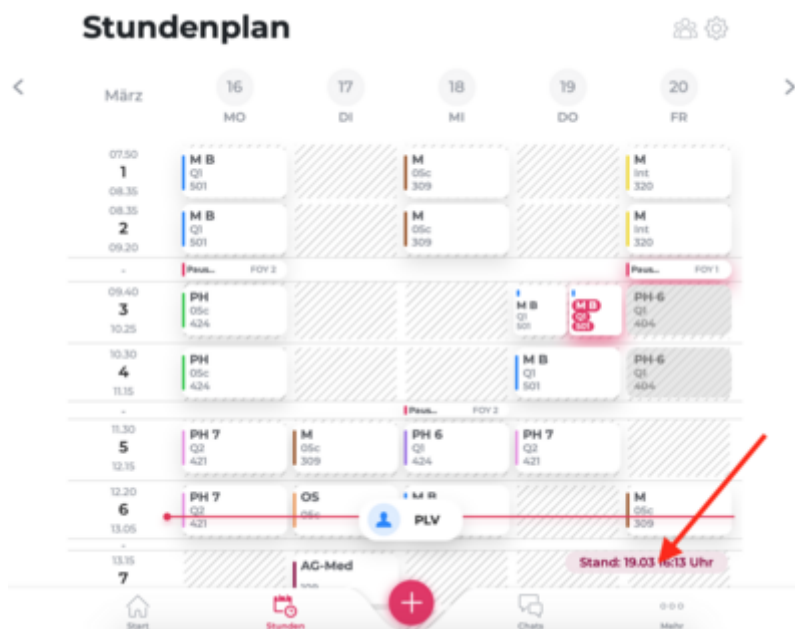 Stundenplan
März
16
MO
17
DI
18
MI
19
DO
20
FR
07.50
1
08.35
M B
Q1
501
M
05c
309
M
Int
320
08.35
2
09.20
M B
Q1
501
M
05c
309
M
Int
320
-
Paus... FOY 2
Paus... FOY 1
09.40
3
10.25
PH
05c
424
M B
Q1
501
M B
Q1
501
PH 6
Q1
404
10.30
4
11.15
PH
05c
424
M B
Q1
501
PH 6
Q1
404
-
Paus... FOY 2
11.30
5
12.15
PH 7
Q2
421
M
05c
309
PH 6
Q1
424
PH 7
Q2
421
12.20
6
13.05
PH 7
Q2
421
OS
05c
M B
M
05c
309
PLV
-
13.15
7
AG-Med
Stand: 19.03 16:13 Uhr
Start
Stunden
Chats
Mehr